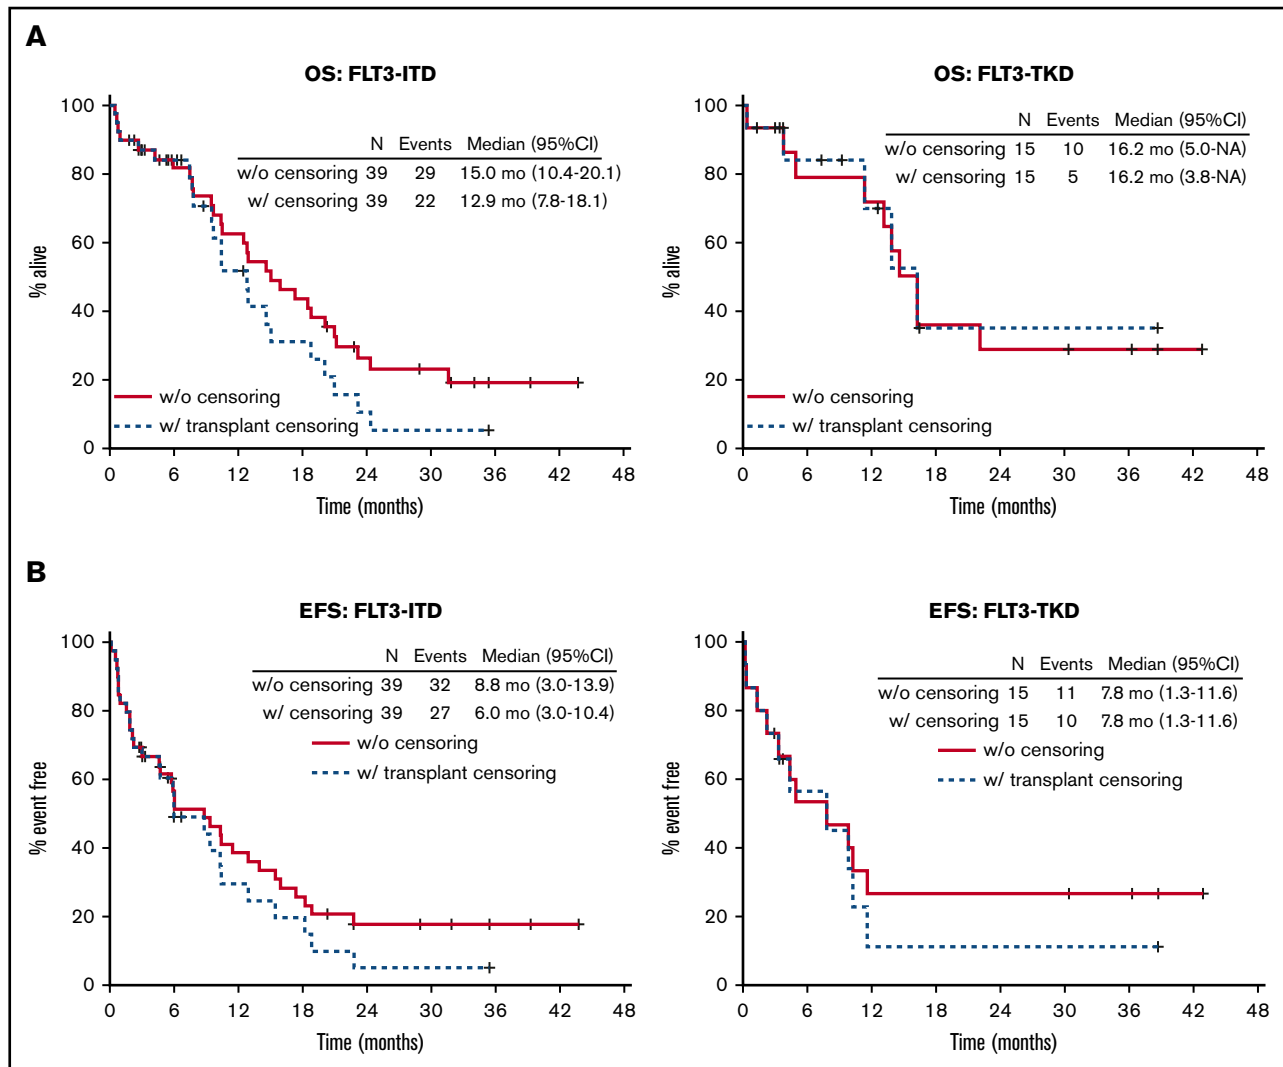 A
OS: FLT3-ITD
N Events Median (95%CI)
w/o censoring 39 29 15.0 mo (10.4-20.1)
w/ censoring 39 22 12.9 mo (7.8-18.1)
100
80
60
40
20
0
% alive
w/o censoring
w/ transplant censoring
0 6 12 18 24 30 36 42 48
Time (months)
OS: FLT3-TKD
N Events Median (95%CI)
w/o censoring 15 10 16.2 mo (5.0-NA)
w/ censoring 15 5 16.2 mo (3.8-NA)
100
80
60
40
20
0
% alive
w/o censoring
w/ transplant censoring
0 6 12 18 24 30 36 42 48
Time (months)
B
EFS: FLT3-ITD
N Events Median (95%CI)
w/o censoring 39 32 8.8 mo (3.0-13.9)
w/ censoring 39 27 6.0 mo (3.0-10.4)
w/o censoring
w/ transplant censoring
100
80
60
40
20
0
% event free
0 6 12 18 24 30 36 42 48
Time (months)
EFS: FLT3-TKD
N Events Median (95%CI)
w/o censoring 15 11 7.8 mo (1.3-11.6)
w/ censoring 15 10 7.8 mo (1.3-11.6)
w/o censoring
w/ transplant censoring
100
80
60
40
20
0
% event free
0 6 12 18 24 30 36 42 48
Time (months)